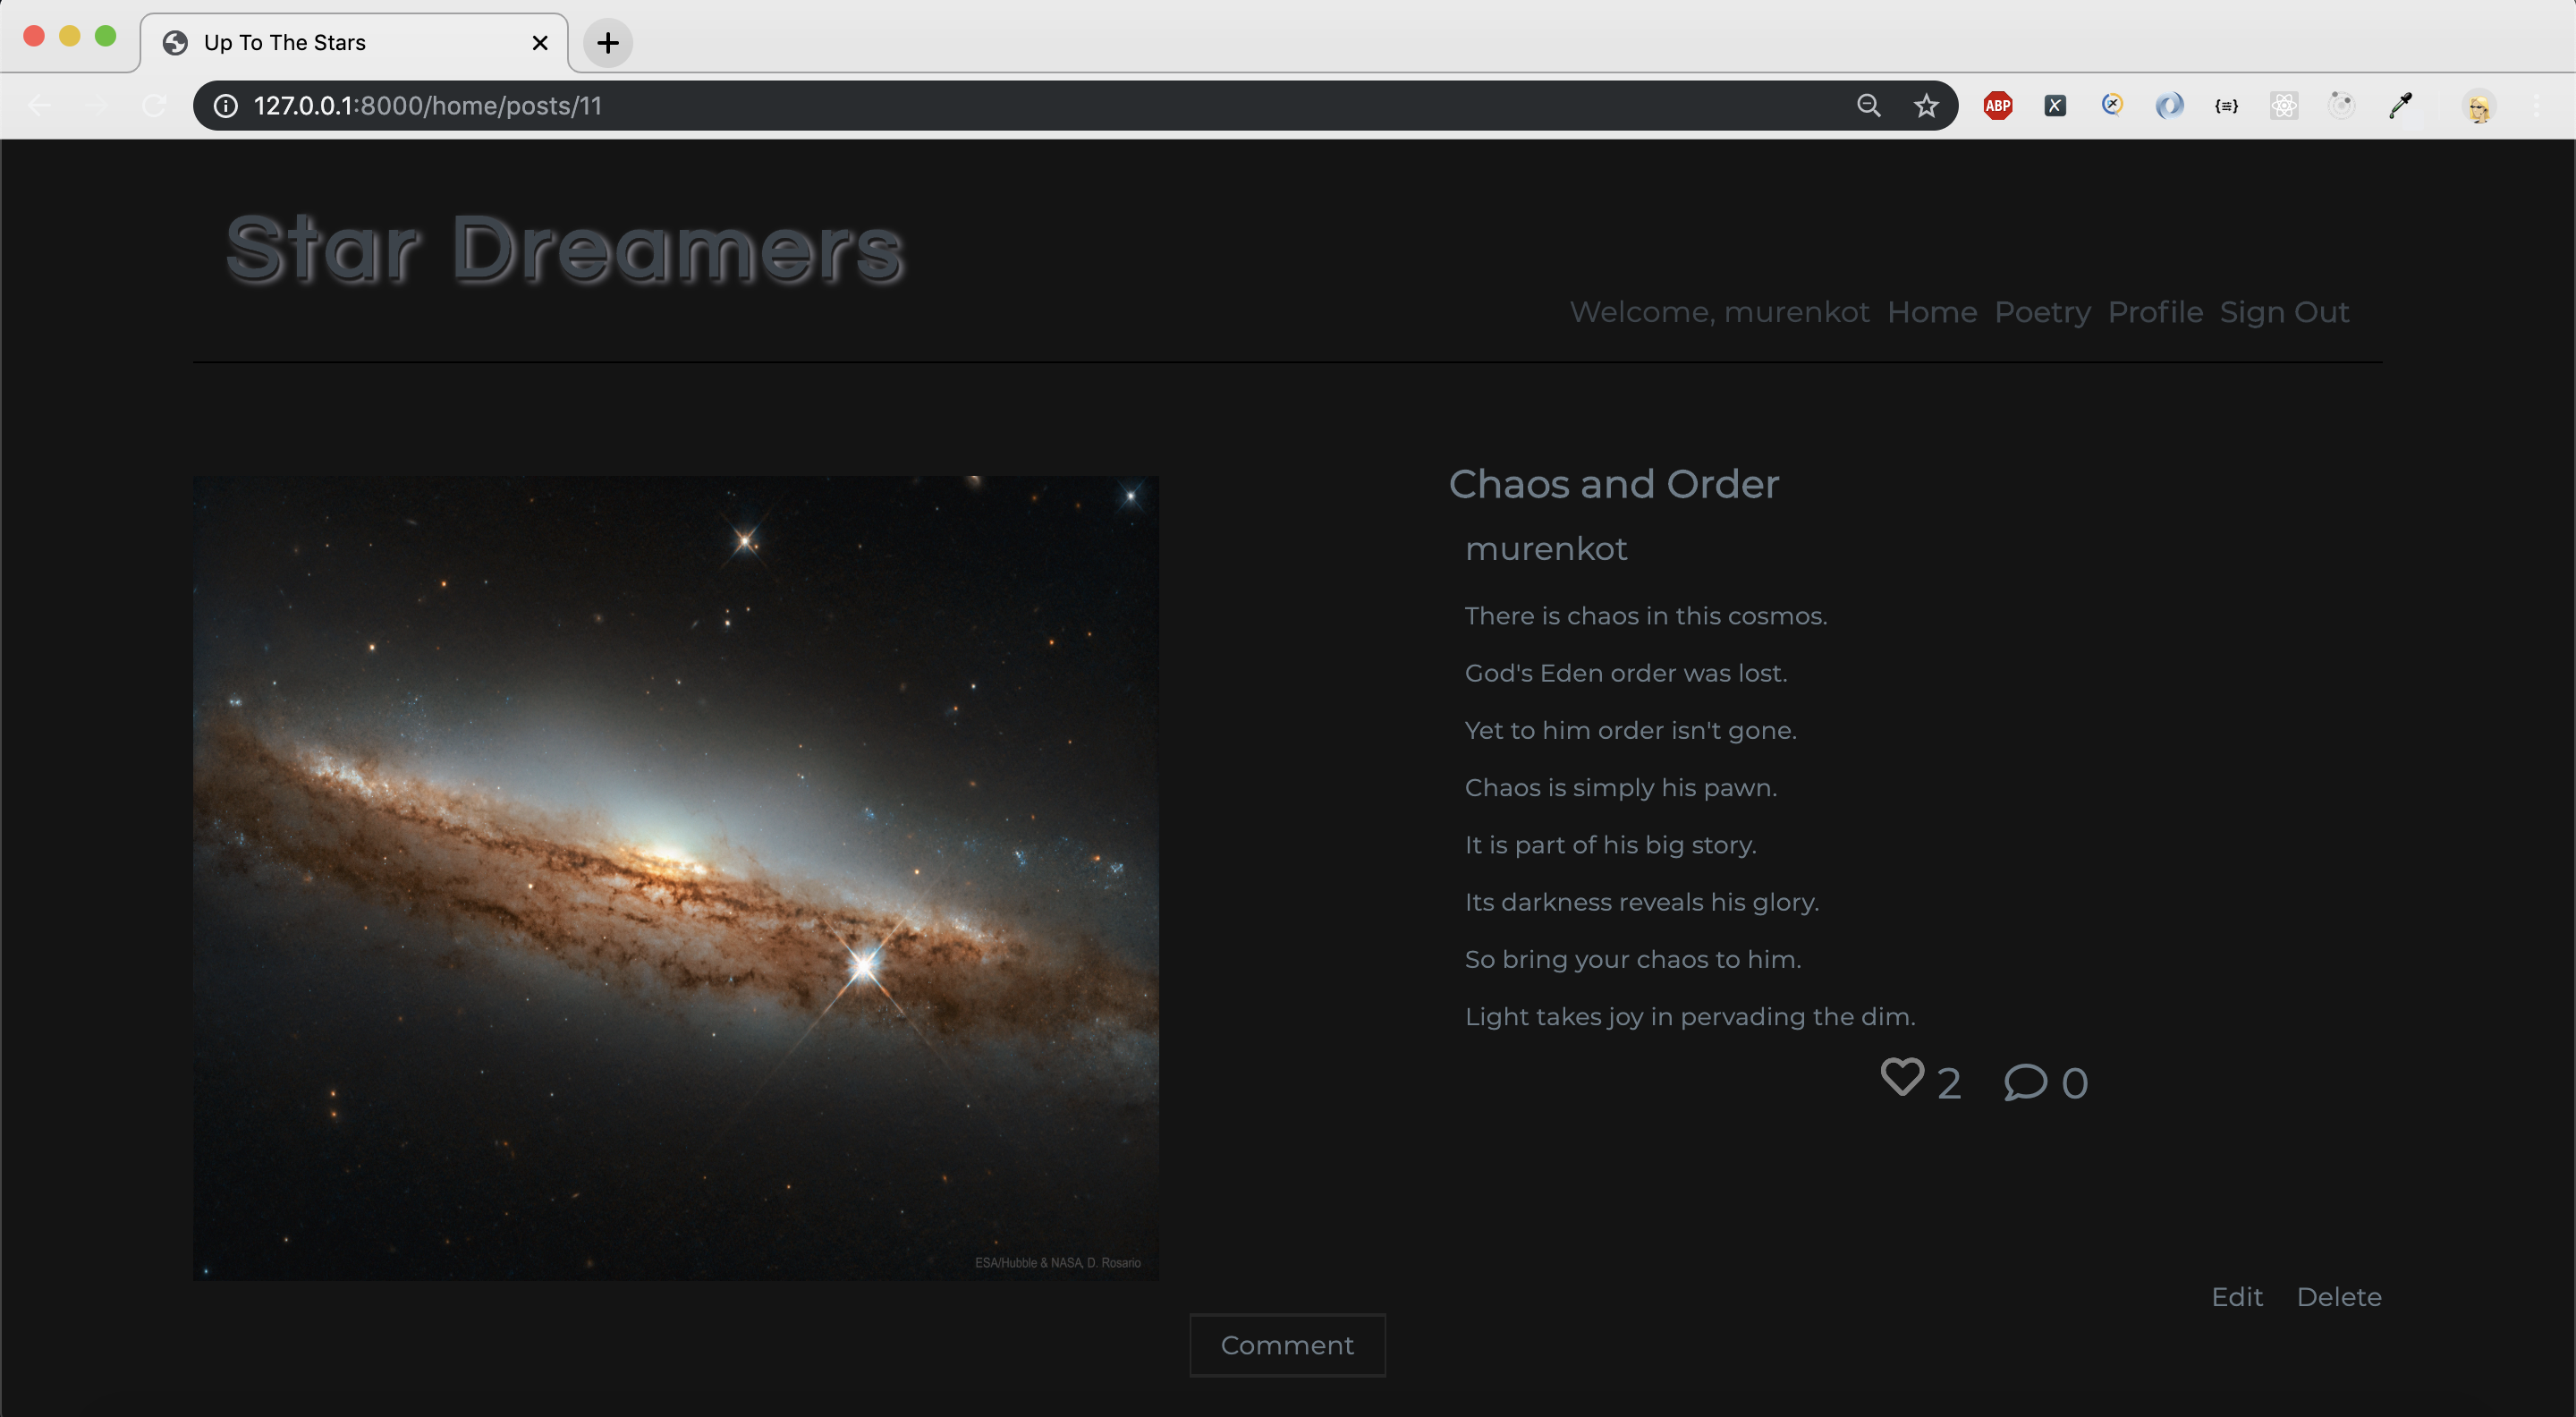 Up To The Stars
127.0.0.1:8000/home/posts/11
ABP
Star Dreamers
Welcome, murenkot Home Poetry Profile Sign Out
Chaos and Order
murenkot
There is chaos in this cosmos.
God's Eden order was lost.
Yet to him order isn't gone.
Chaos is simply his pawn.
It is part of his big story.
Its darkness reveals his glory.
So bring your chaos to him.
Light takes joy in pervading the dim.
2 0
ESA/Hubble & NASA, D. Rosario
Edit Delete
Comment